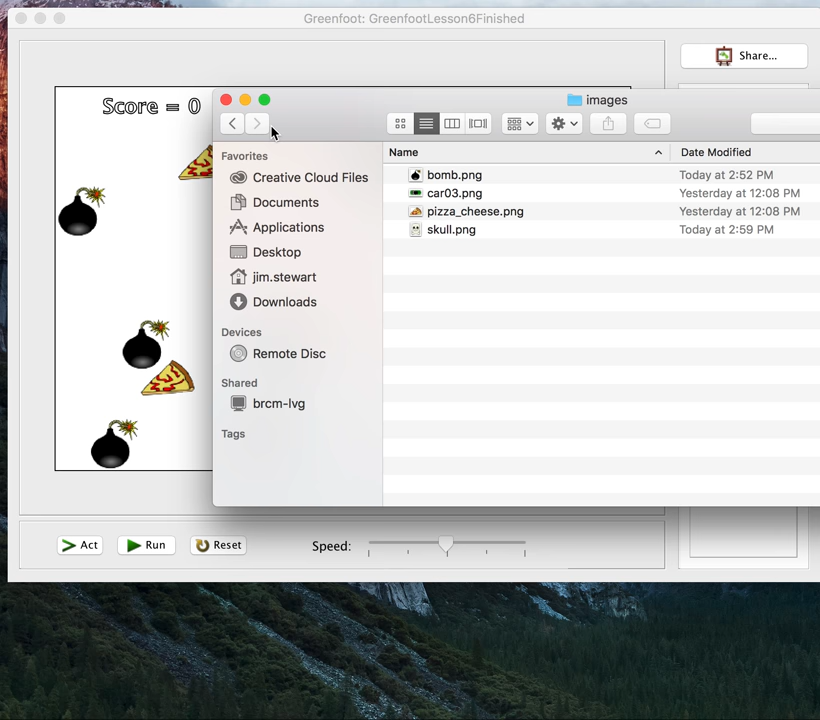 Greenfoot: GreenfootLesson6Finished
Share...
Score = 0
images
Name
Date Modified
Favorites
Creative Cloud Files
Documents
Applications
Desktop
jim.stewart
Downloads
Devices
Remote Disc
Shared
brcm-lvg
Tags
bomb.png Today at 2:52 PM
car03.png Yesterday at 12:08 PM
pizza_cheese.png Yesterday at 12:08 PM
skull.png Today at 2:59 PM
Act
Run
Reset
Speed: